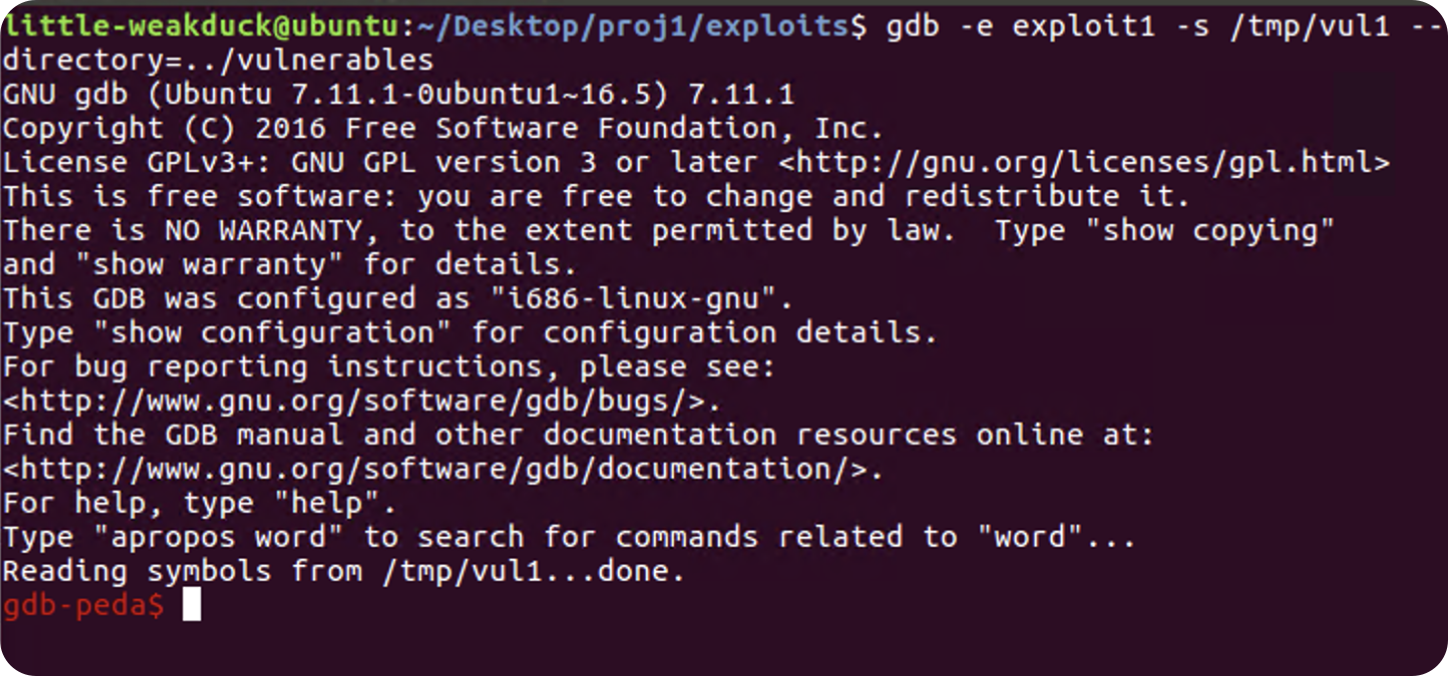 little-weakduck@ubuntu:~/Desktop/proj1/exploits$ gdb -e exploit1 -s /tmp/vul1 --
directory=../vulnerables
GNU gdb (Ubuntu 7.11.1-0ubuntu1~16.5) 7.11.1
Copyright (C) 2016 Free Software Foundation, Inc.
License GPLv3+: GNU GPL version 3 or later <http://gnu.org/licenses/gpl.html>
This is free software: you are free to change and redistribute it.
There is NO WARRANTY, to the extent permitted by law.  Type "show copying"
and "show warranty" for details.
This GDB was configured as "i686-linux-gnu".
Type "show configuration" for configuration details.
For bug reporting instructions, please see:
<http://www.gnu.org/software/gdb/bugs/>.
Find the GDB manual and other documentation resources online at:
<http://www.gnu.org/software/gdb/documentation/>.
For help, type "help".
Type "apropos word" to search for commands related to "word"...
Reading symbols from /tmp/vul1...done.
gdb-peda$